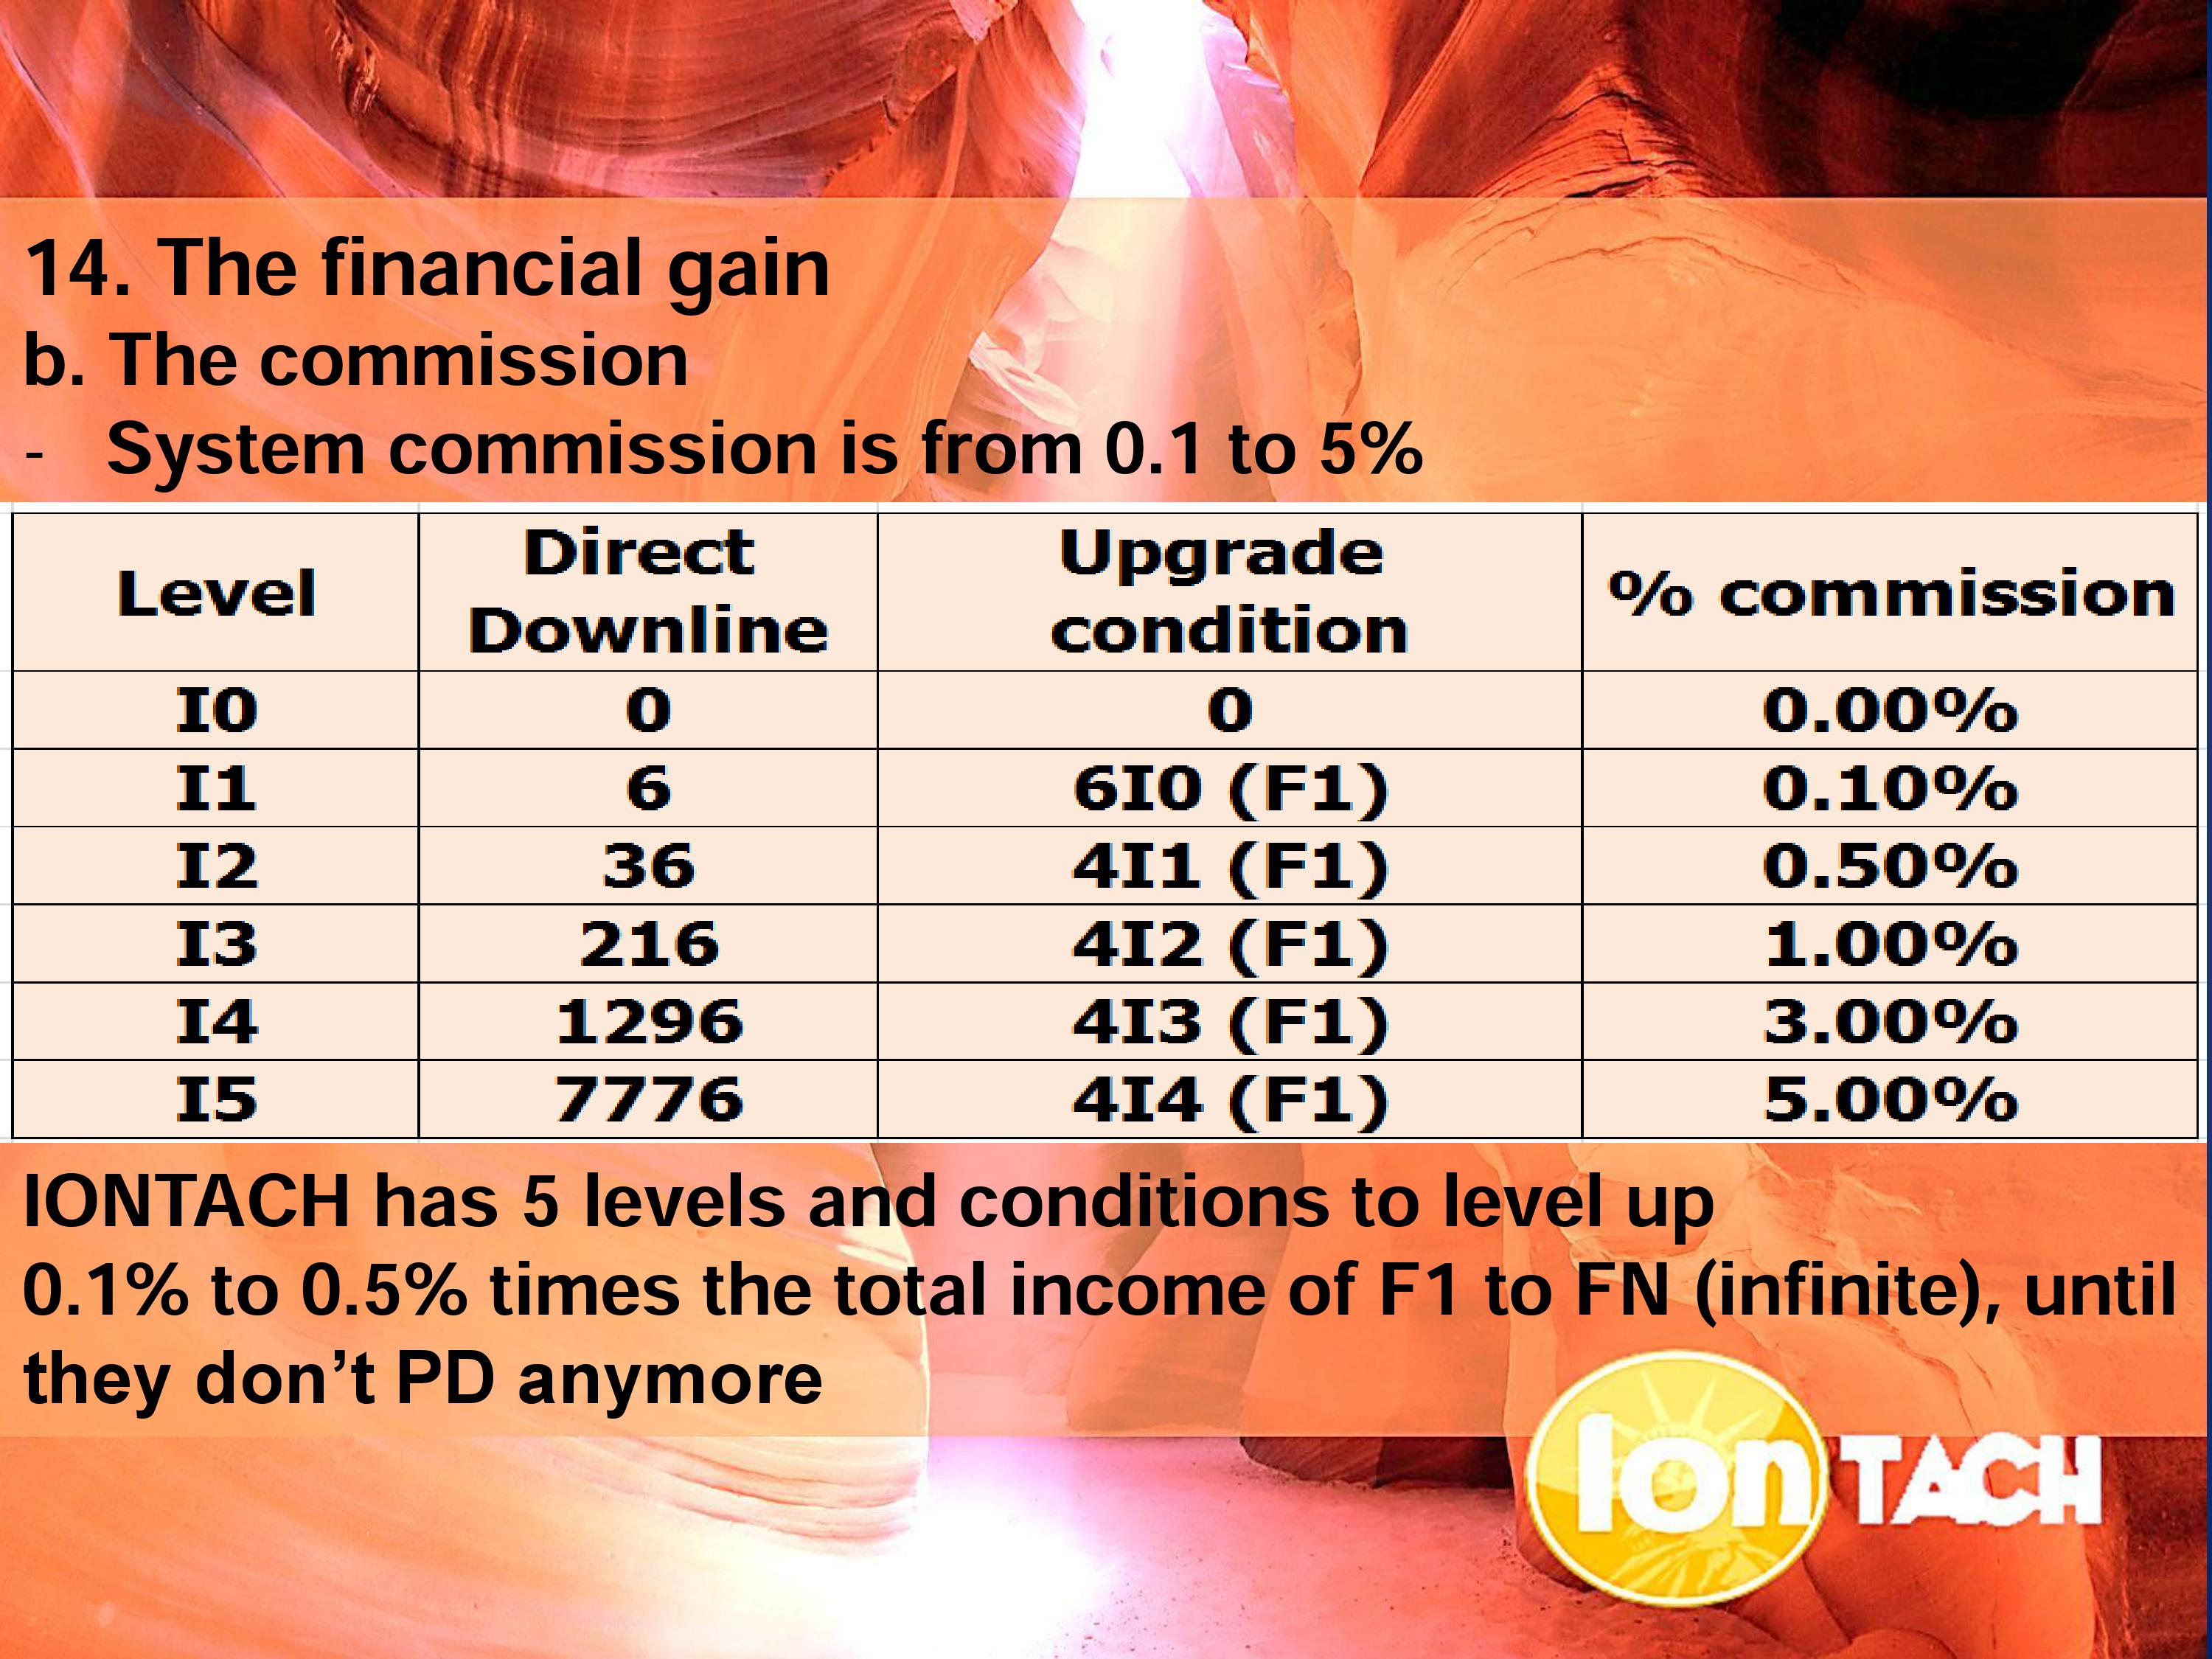 14. The financial gain
b. The commission
- System commission is from 0.1 to 5%
Level Direct Downline Upgrade condition % commission
I0 0 0 0.00%
I1 6 6I0 (F1) 0.10%
I2 36 4I1 (F1) 0.50%
I3 216 4I2 (F1) 1.00%
I4 1296 4I3 (F1) 3.00%
I5 7776 4I4 (F1) 5.00%
IONTACH has 5 levels and conditions to level up
0.1% to 0.5% times the total income of F1 to FN (infinite), until
they don’t PD anymore
Ion TACH